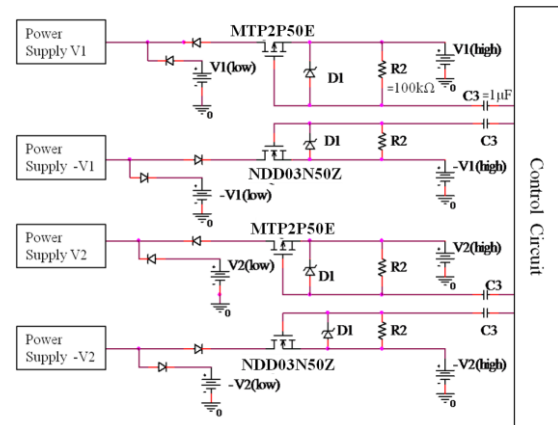 Power
Supply V1
MTP2P50E
V1(low)
0
D1
R2
=100kΩ
V1(high)
0
C3 =1μF
Power
Supply -V1
NDD03N50Z
-V1(low)
0
D1
R2
C3
-V1(high)
0
Power
Supply V2
MTP2P50E
V2(low)
0
D1
R2
V2(high)
0
C3
Power
Supply -V2
NDD03N50Z
-V2(low)
0
D1
R2
C3
-V2(high)
0
Control Circuit